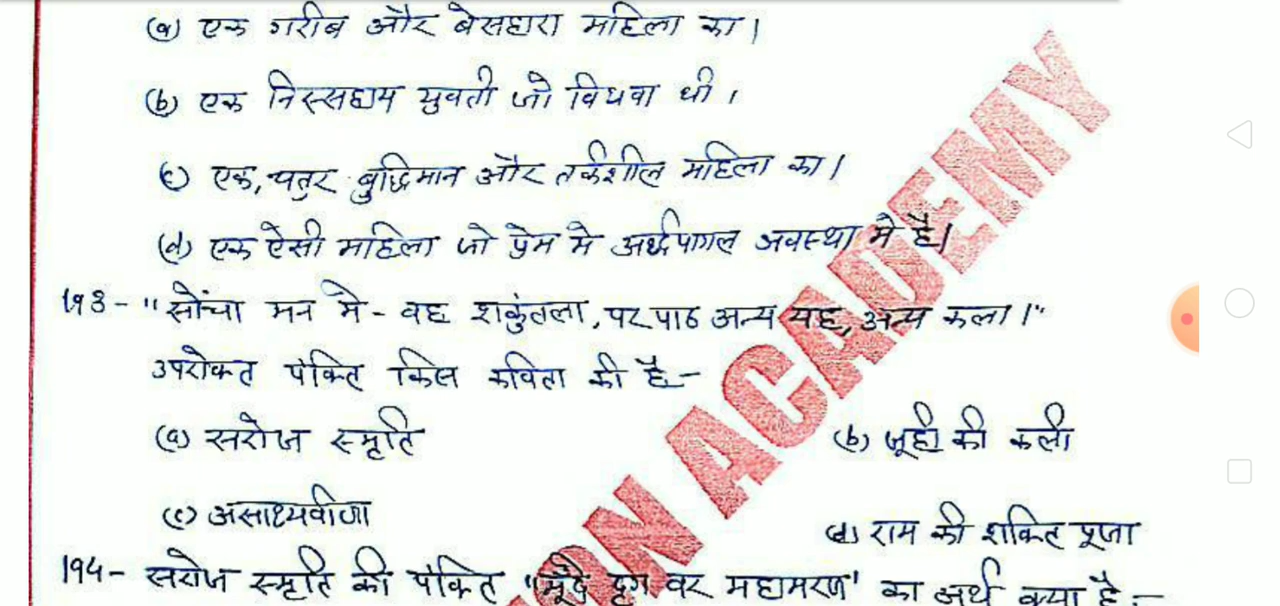 (a) एक गरीब और बेसहारा महिला का।
(b) एक निस्सहाय युवती जो विधवा थी।
(c) एक, चतुर बुद्धिमान और तर्कशील महिला का।
(d) एक ऐसी महिला जो प्रेम मे अर्धपागल अवस्था मे है।
193- "सोंचा मन मे - वह शकुंतला, पर पाठ अन्य यह, अन्य कला।"
उपरोक्त पंक्ति किस कविता की है-
(a) सरोज स्मृति (b) जूही की कली
(c) असाध्यवीणा (d) राम की शक्ति पूजा
194- सरोज स्मृति की पंक्ति "मूँदे दृग वर महामरण" का अर्थ क्या है:-
ON ACADEMY